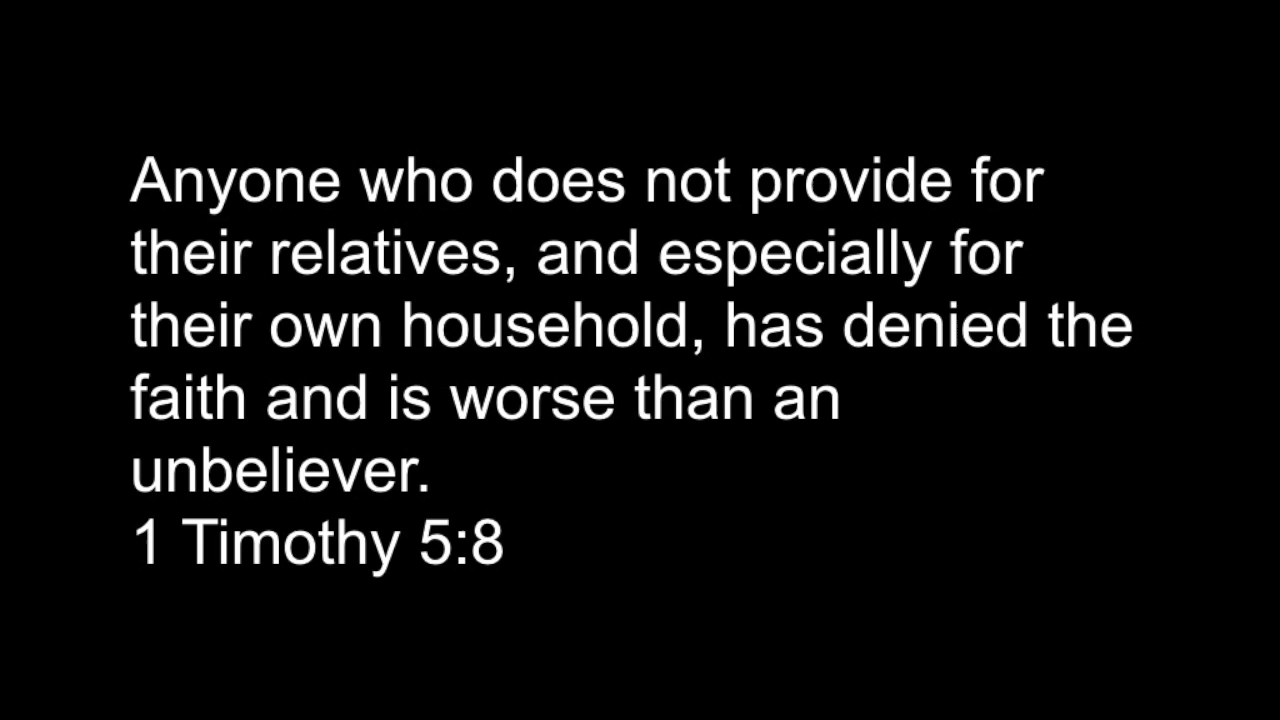 Anyone who does not provide for
their relatives, and especially for
their own household, has denied the
faith and is worse than an
unbeliever.
1 Timothy 5:8